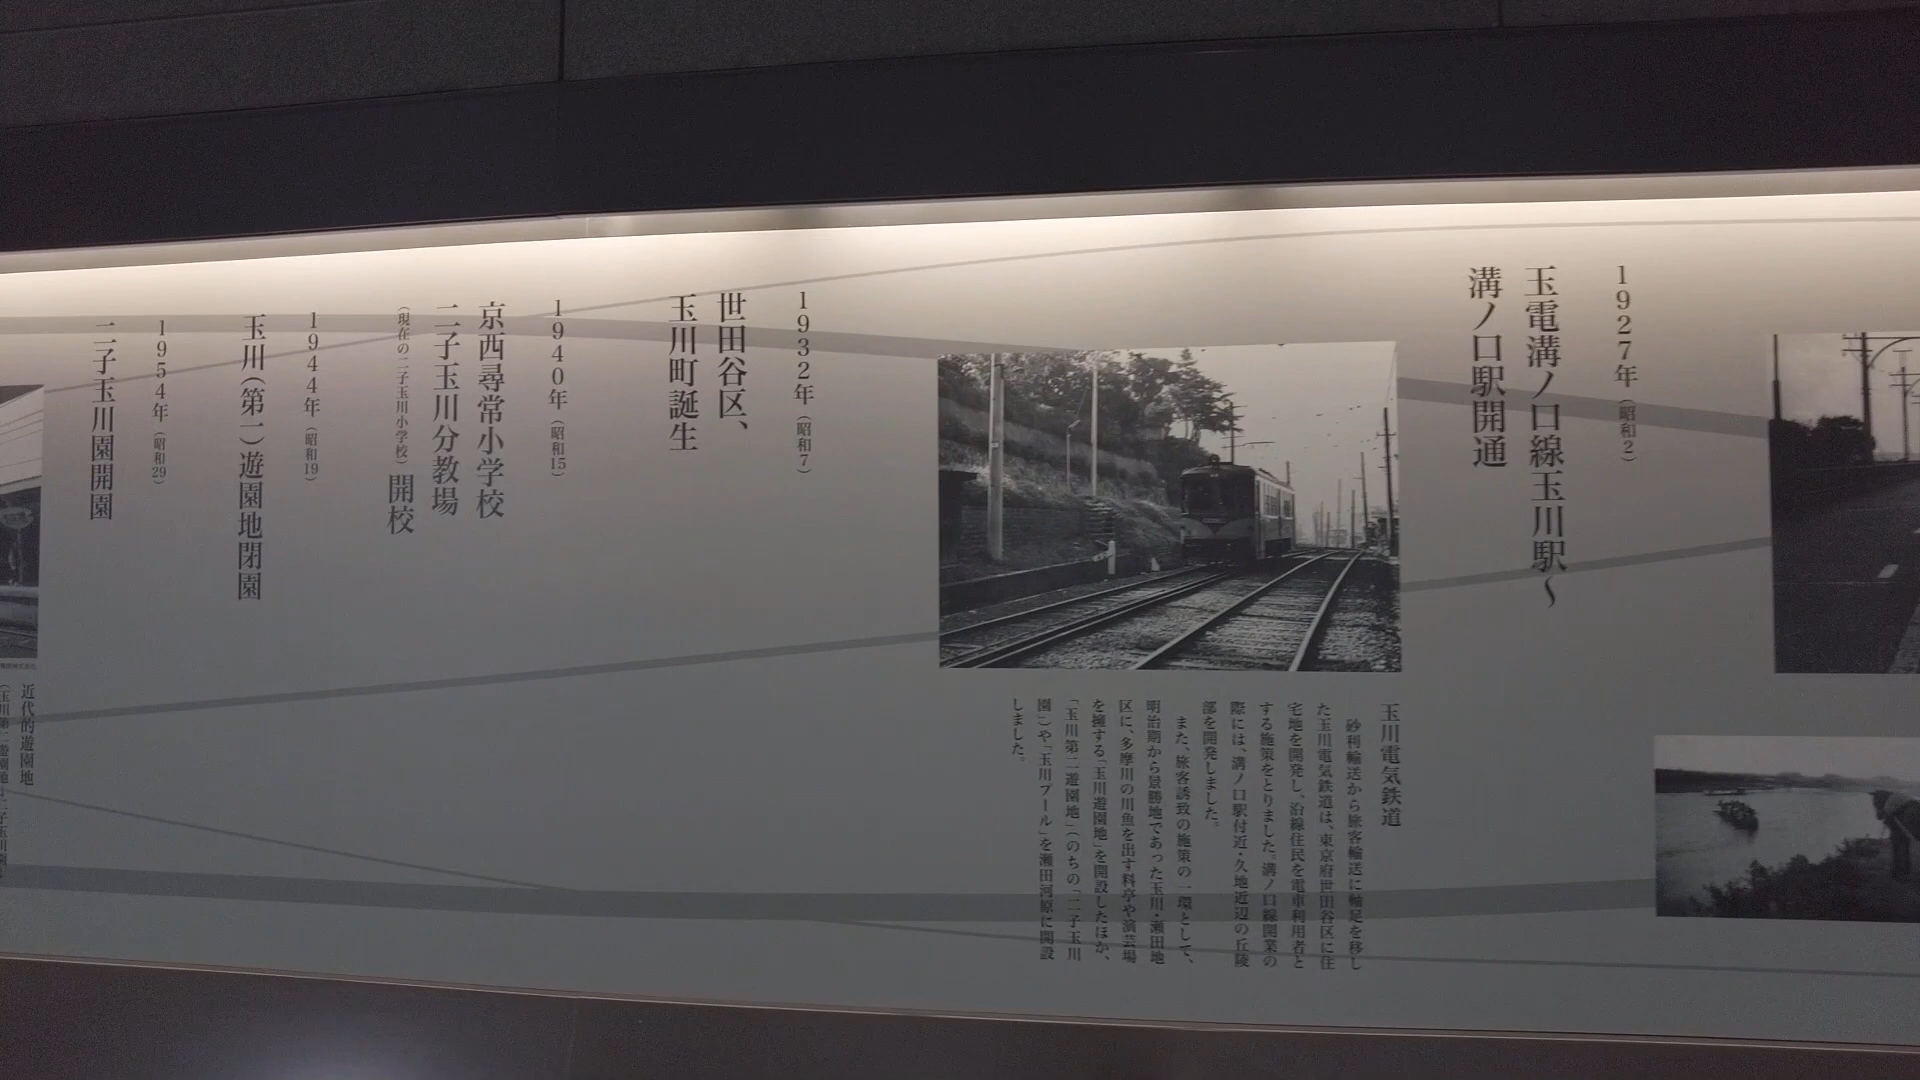 1927年（昭和2）
玉電溝ノ口線玉川駅〜
溝ノ口駅開通
玉川電気鉄道
砂利輸送から旅客輸送に軸足を移し
た玉川電気鉄道は、東京府世田谷区に住
宅地を開発し、沿線住民を電車利用者と
する施策をとりました。溝ノ口線開業の
際には、溝ノ口駅付近・久地近辺の丘陵
部を開発しました。
また、旅客誘致の施策の一環として、
明治期から景勝地であった玉川・瀬田地
区に、多摩川の川魚を出す料亭や演芸場
を擁する「玉川遊園地」を開設したほか、
「玉川第二遊園地」（のちの「二子玉川
園」）や「玉川プール」を瀬田河原に開設
しました。
1932年（昭和7）
世田谷区、
玉川町誕生
1940年（昭和15）
京西尋常小学校
二子玉川分教場
（現在の二子玉川小学校）開校
1944年（昭和19）
玉川（第一）遊園地閉園
1954年（昭和29）
二子玉川園開園
近代的遊園地